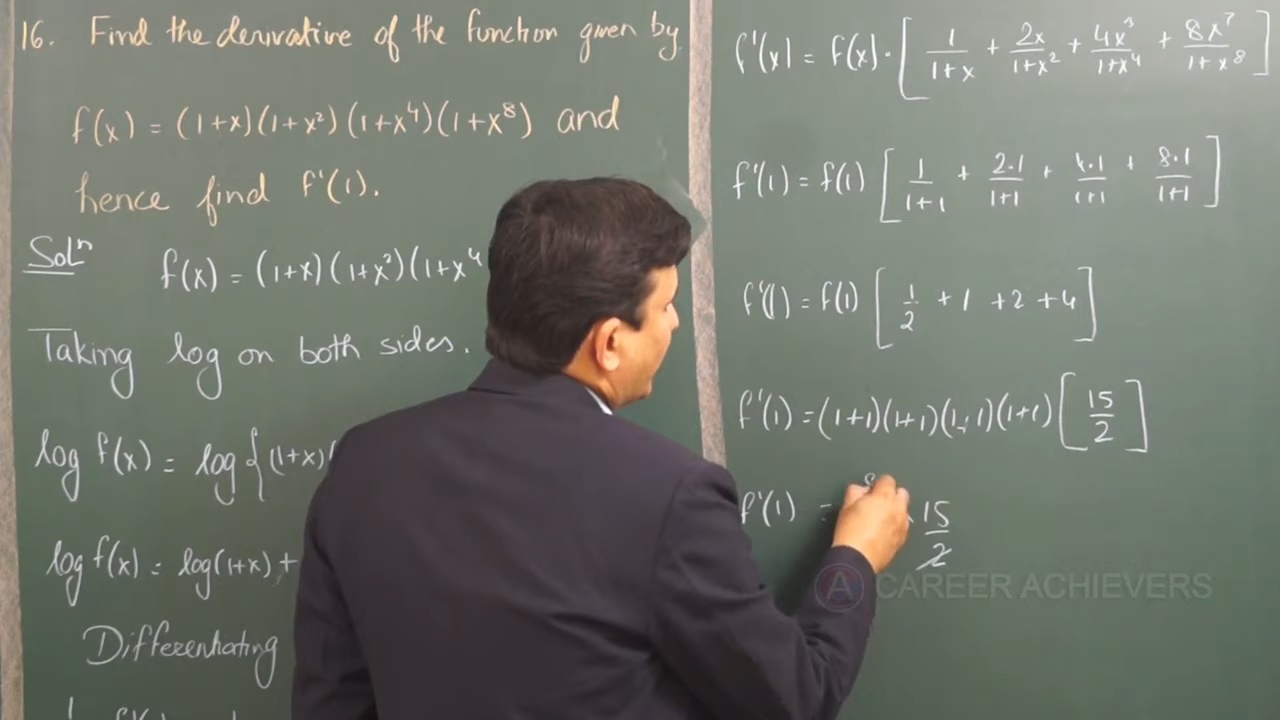 16. Find the derivative of the function given by
f(x) = (1+x)(1+x²)(1+x⁴)(1+x⁸) and
hence find f'(1).
Solⁿ
f(x) = (1+x)(1+x²)(1+x⁴
Taking log on both sides.
log f(x) = log{(1+x)(
log f(x) = log(1+x)+
Differentiating
f'(x) = f(x)·[1/(1+x) + 2x/(1+x²) + 4x³/(1+x⁴) + 8x⁷/(1+x⁸)]
f'(1) = f(1) [1/(1+1) + 2·1/(1+1) + 4·1/(1+1) + 8·1/(1+1)]
f'(1) = f(1) [1/2 + 1 + 2 + 4]
f'(1) = (1+1)(1+1)(1+1)(1+1)[15/2]
f'(1) = 15/2
A CAREER ACHIEVERS